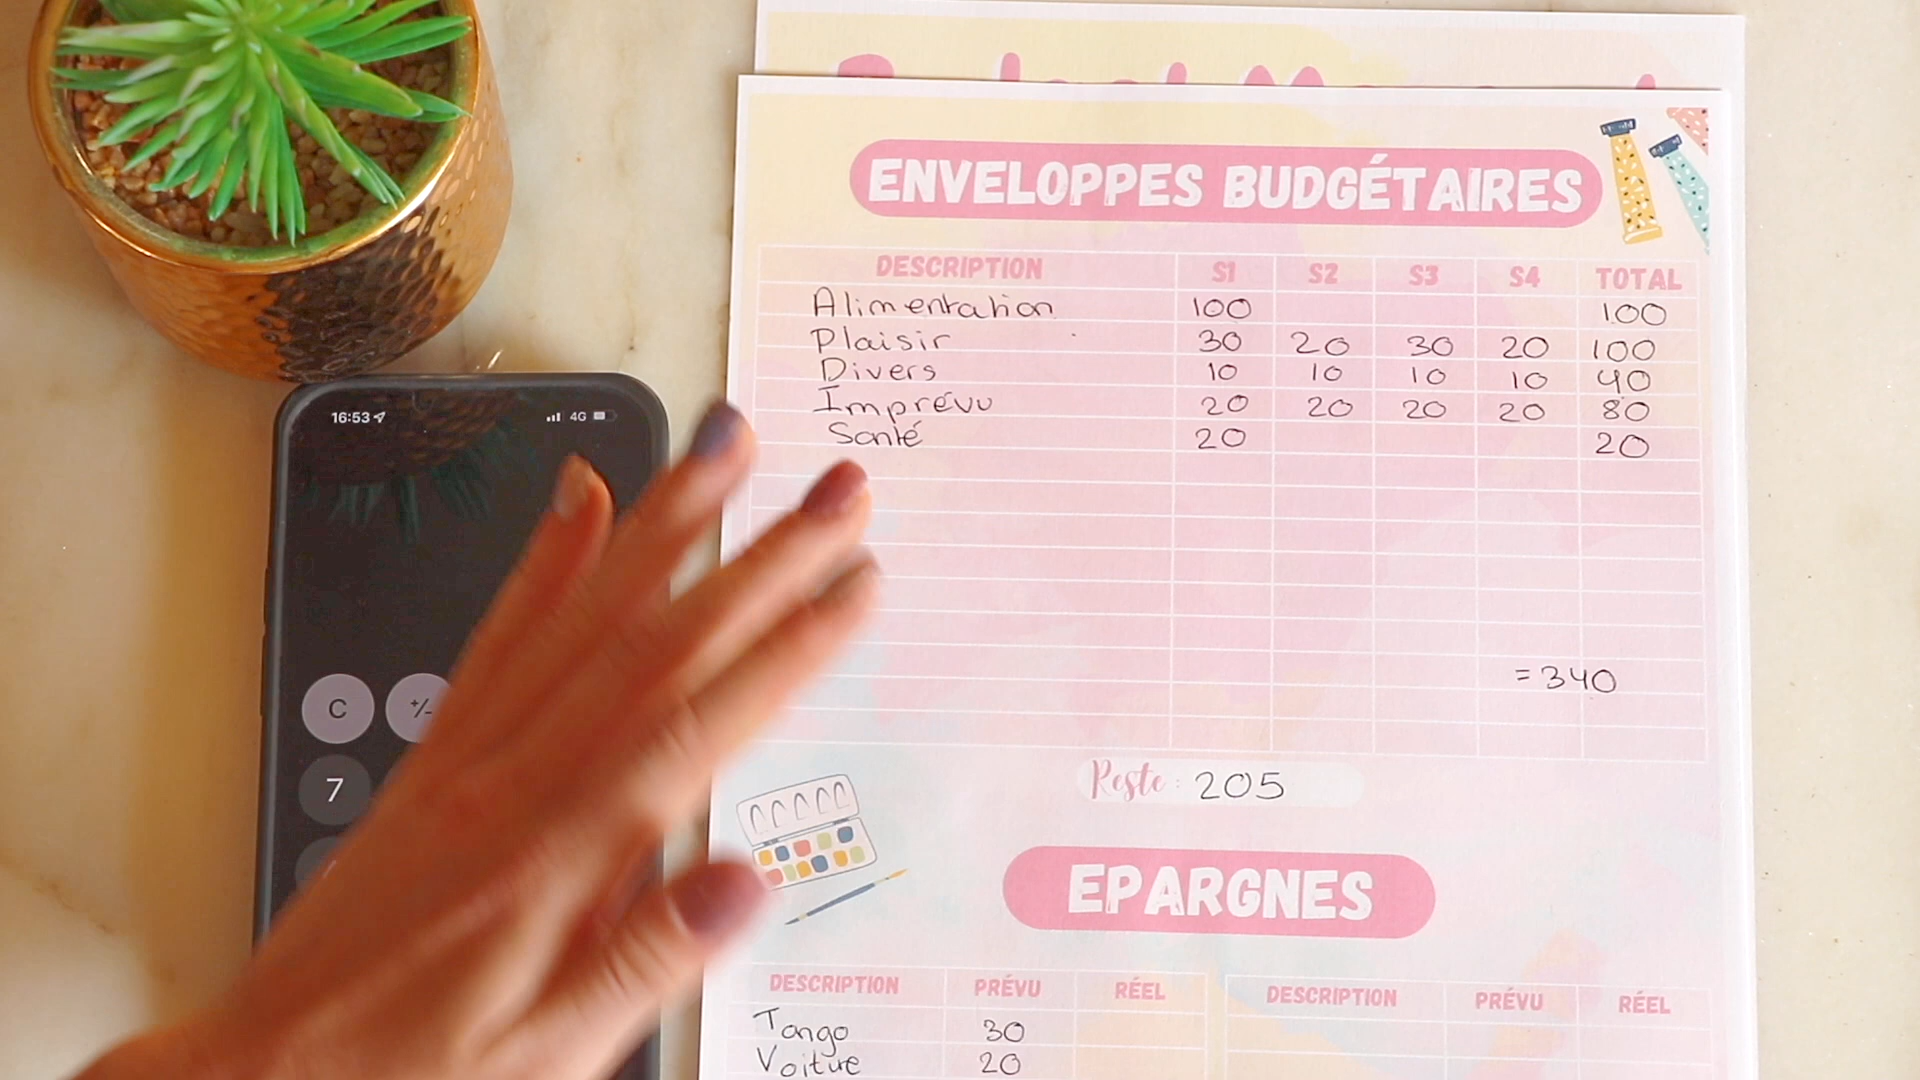 ENVELOPPES BUDGÉTAIRES
DESCRIPTION S1 S2 S3 S4 TOTAL
Alimentation 100 100
Plaisir 30 20 30 20 100
Divers 10 10 10 10 40
Imprévu 20 20 20 20 80
Santé 20 20
= 340
Reste : 205
EPARGNES
DESCRIPTION PRÉVU RÉEL DESCRIPTION PRÉVU RÉEL
Tango 30
Voiture 20
16:53 4G
C +/-
7